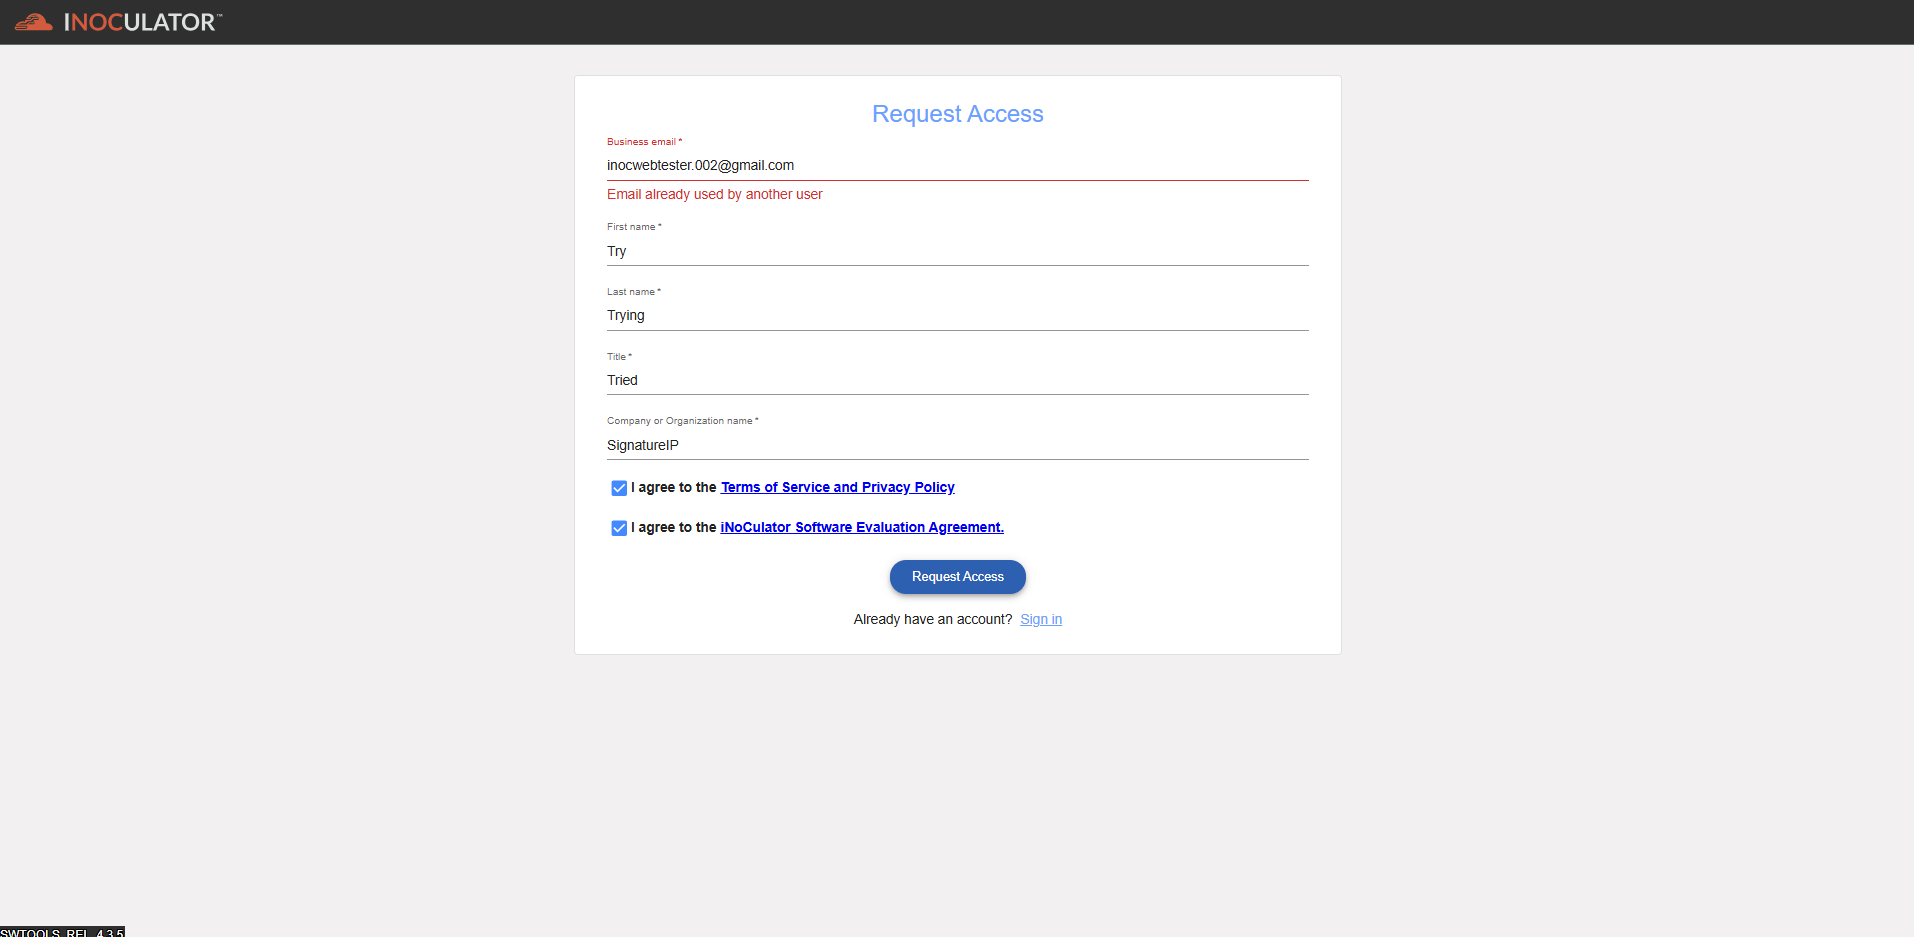 INOCULATOR™
Request Access
Business email *
inocwebtester.002@gmail.com
Email already used by another user
First name *
Try
Last name *
Trying
Title *
Tried
Company or Organization name *
SignatureIP
I agree to the Terms of Service and Privacy Policy
I agree to the iNoCulator Software Evaluation Agreement.
Request Access
Already have an account? Sign in
SWTOOLS_REL_4.3.5